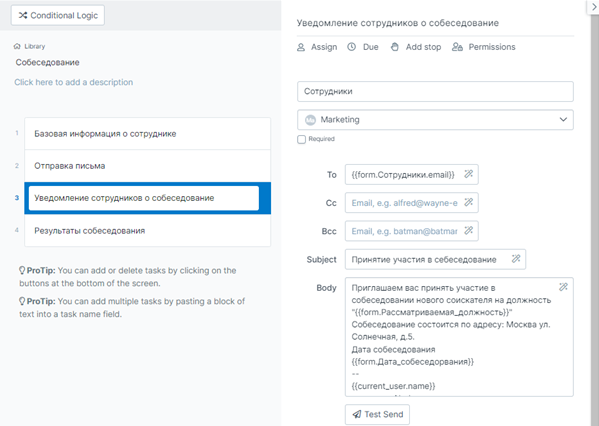 Conditional Logic
Library
Собеседование
Click here to add a description
1 Базовая информация о сотруднике
2 Отправка письма
3 Уведомление сотрудников о собеседование
4 Результаты собеседования
ProTip: You can add or delete tasks by clicking on the
buttons at the bottom of the screen.
ProTip: You can add multiple tasks by pasting a block of
text into a task name field.
Уведомление сотрудников о собеседование
Assign Due Add stop Permissions
Сотрудники
Marketing
Required
To {{form.Сотрудники.email}}
Cc Email, e.g. alfred@wayne-e
Bcc Email, e.g. batman@batmar
Subject Принятие участия в себеседование
Body Приглашаем вас принять участие в
собеседовании нового соискателя на должность
"{{form.Рассматриваемая_должность}}"
Собеседование состоится по адресу: Москва ул.
Солнечная, д.5.
Дата собеседования
{{form.Дата_собеседорвания}}
--
{{current_user.name}}
Test Send